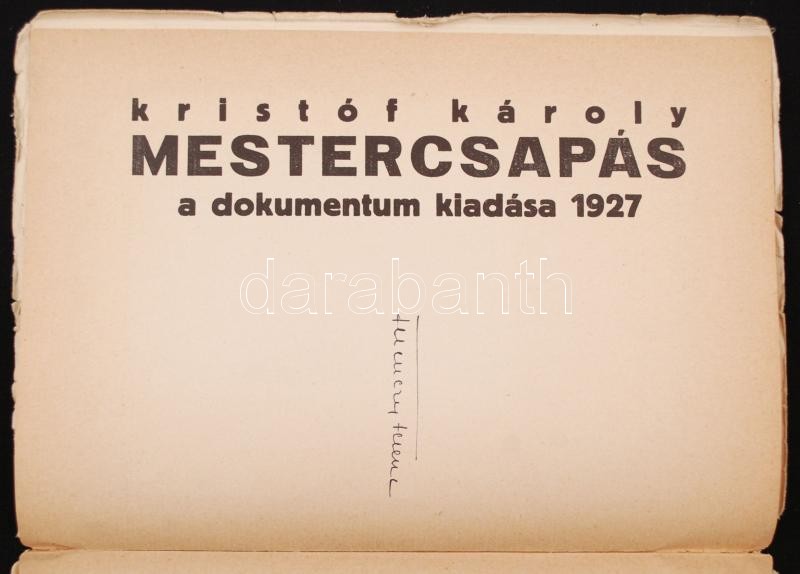 kristóf károly
MESTERCSAPÁS
a dokumentum kiadása 1927
darabanth